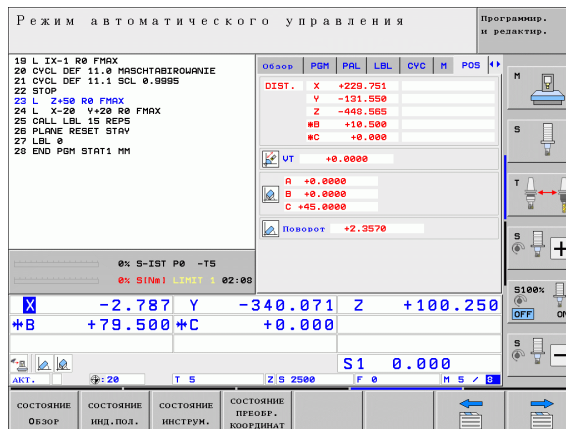 Режим автоматического управления
Программир.
и редактир.
19 L IX-1 R0 FMAX
20 CYCL DEF 11.0 MASCHTABIROWANIE
21 CYCL DEF 11.1 SCL 0.9995
22 STOP
23 L Z+50 R0 FMAX
24 L X-20 Y+20 R0 FMAX
25 CALL LBL 15 REP5
26 PLANE RESET STAY
27 LBL 0
28 END PGM STAT1 MM
Обзор PGM PAL LBL CYC M POS
DIST. X +229.751
Y -131.550
Z -448.565
*B +10.500
*C +0.000
VT +0.0000
A +0.0000
B +0.0000
C +45.0000
Поворот +2.3570
0% S-IST P0 -T5
0% S[Nm] LIMIT 1 02:08
X -2.787 Y -340.071 Z +100.250
*B +79.500 *C +0.000
S1 0.000
АКТ. : 20 T 5 Z S 2500 F 0 M 5 / 8
M
S
T
S
S100%
OFF ON
S
СОСТОЯНИЕ
ОБЗОР
СОСТОЯНИЕ
ИНД.ПОЛ.
СОСТОЯНИЕ
ИНСТРУМ.
СОСТОЯНИЕ
ПРЕОБР.
КООРДИНАТ